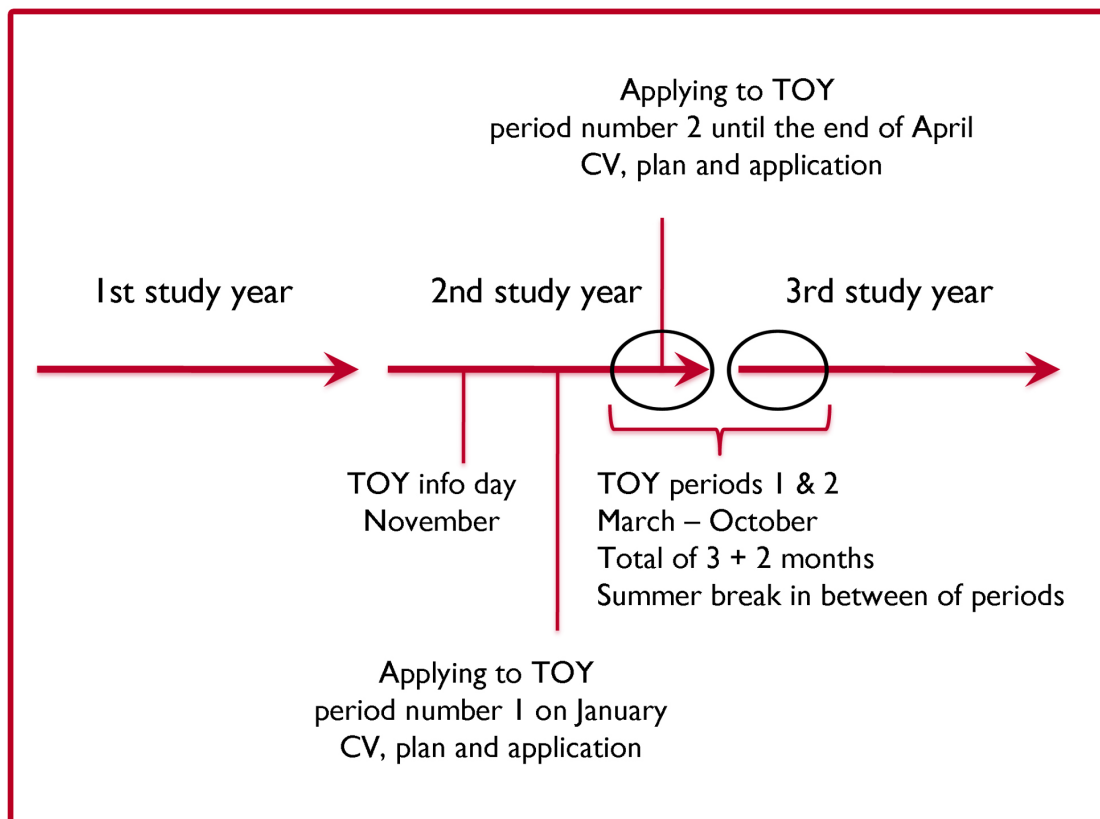 Applying to TOY
period number 2 until the end of April
CV, plan and application
1st study year
2nd study year
3rd study year
TOY info day
November
TOY periods 1 & 2
March – October
Total of 3 + 2 months
Summer break in between of periods
Applying to TOY
period number 1 on January
CV, plan and application